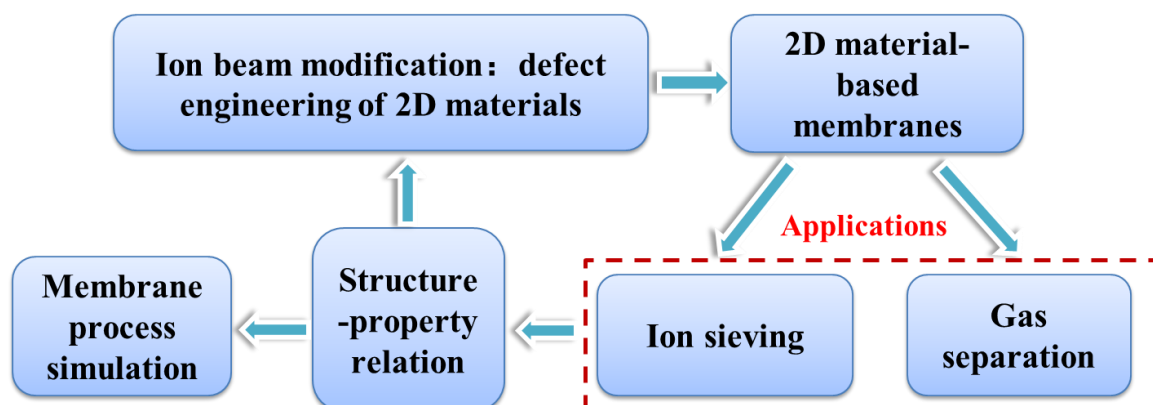 Ion beam modification：defect
engineering of 2D materials
2D material-
based
membranes
Applications
Membrane
process
simulation
Structure
-property
relation
Ion sieving
Gas
separation